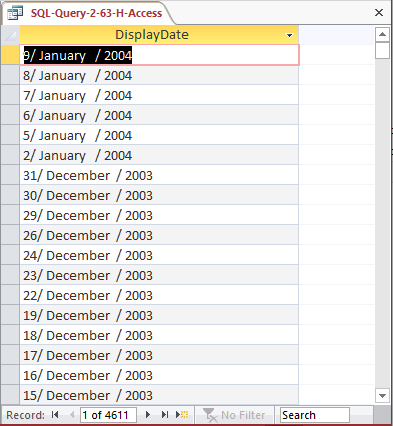 SQL-Query-2-63-H-Access
DisplayDate
9/ January / 2004
8/ January / 2004
7/ January / 2004
6/ January / 2004
5/ January / 2004
2/ January / 2004
31/ December / 2003
30/ December / 2003
29/ December / 2003
26/ December / 2003
24/ December / 2003
23/ December / 2003
22/ December / 2003
19/ December / 2003
18/ December / 2003
17/ December / 2003
16/ December / 2003
15/ December / 2003
Record: 1 of 4611 No Filter Search